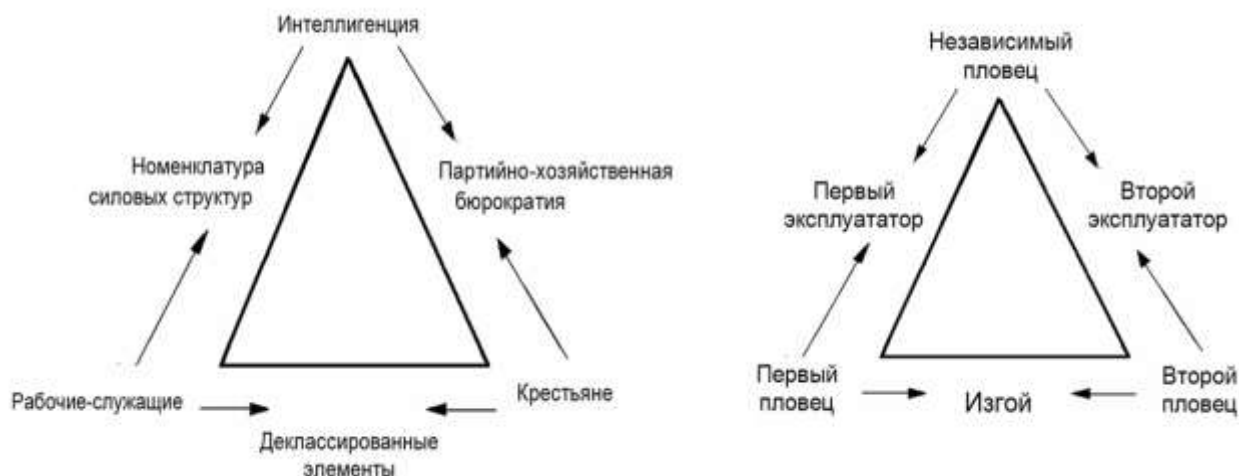 Интеллигенция
Номенклатура
силовых структур
Партийно-хозяйственная
бюрократия
Рабочие-служащие
Крестьяне
Деклассированные
элементы
Независимый
пловец
Первый
эксплуататор
Второй
эксплуататор
Первый
пловец
Изгой
Второй
пловец